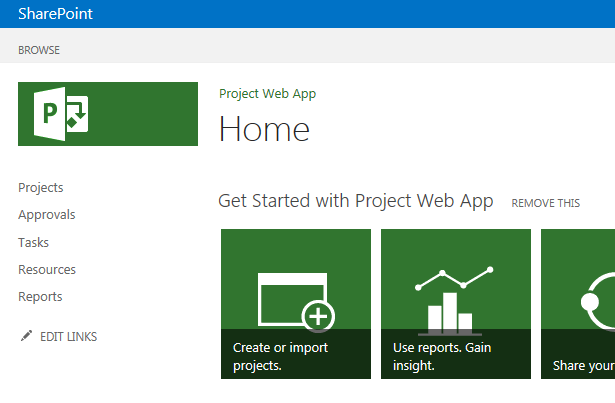 SharePoint
BROWSE
P
Project Web App
Home
Projects
Approvals
Tasks
Resources
Reports
EDIT LINKS
Get Started with Project Web App REMOVE THIS
Create or import
projects.
Use reports. Gain
insight.
Share your